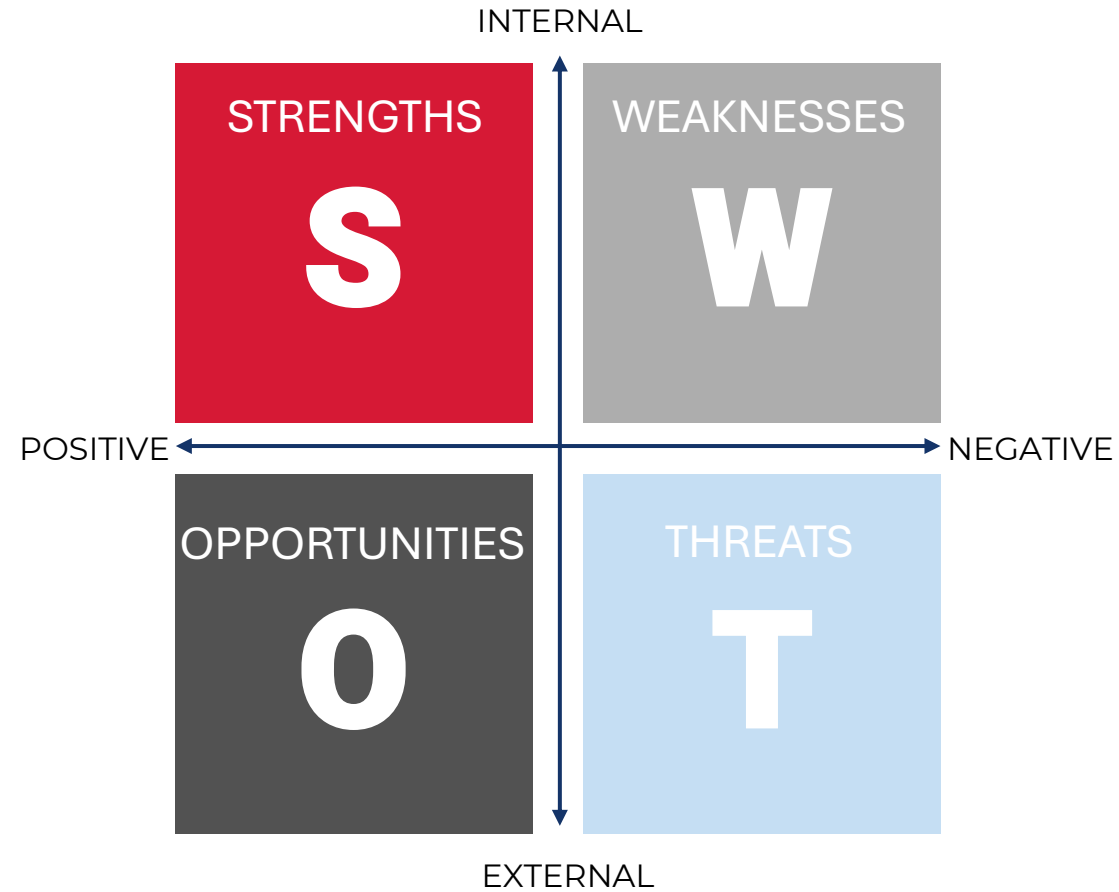 INTERNAL
STRENGTHS
S
WEAKNESSES
W
POSITIVE
NEGATIVE
OPPORTUNITIES
O
THREATS
T
EXTERNAL